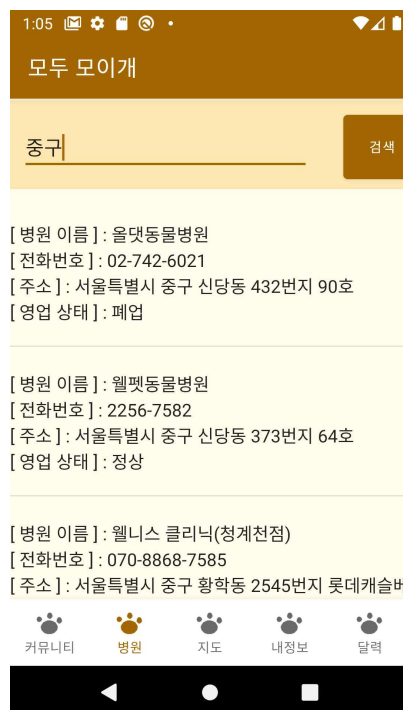 1:05
모두 모이개
중구
검색
[ 병원 이름 ] : 올댓동물병원
[ 전화번호 ] : 02-742-6021
[ 주소 ] : 서울특별시 중구 신당동 432번지 90호
[ 영업 상태 ] : 폐업
[ 병원 이름 ] : 웰펫동물병원
[ 전화번호 ] : 2256-7582
[ 주소 ] : 서울특별시 중구 신당동 373번지 64호
[ 영업 상태 ] : 정상
[ 병원 이름 ] : 웰니스 클리닉(청계천점)
[ 전화번호 ] : 070-8868-7585
[ 주소 ] : 서울특별시 중구 황학동 2545번지 롯데캐슬
커뮤니티
병원
지도
내정보
달력